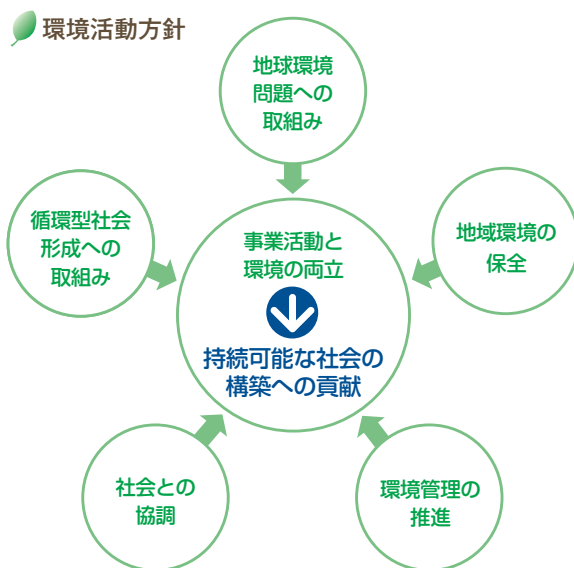 環境活動方針
地球環境
問題への
取組み
循環型社会
形成への
取組み
地域環境の
保全
事業活動と
環境の両立
持続可能な社会の
構築への貢献
社会との
協調
環境管理の
推進